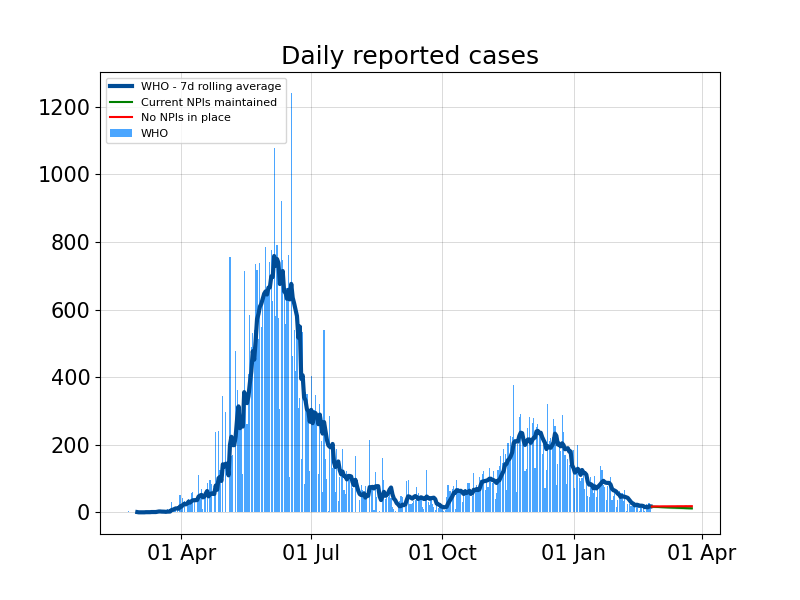 Daily reported cases
WHO - 7d rolling average
Current NPIs maintained
No NPIs in place
WHO
1200
1000
800
600
400
200
0
01 Apr 01 Jul 01 Oct 01 Jan 01 Apr